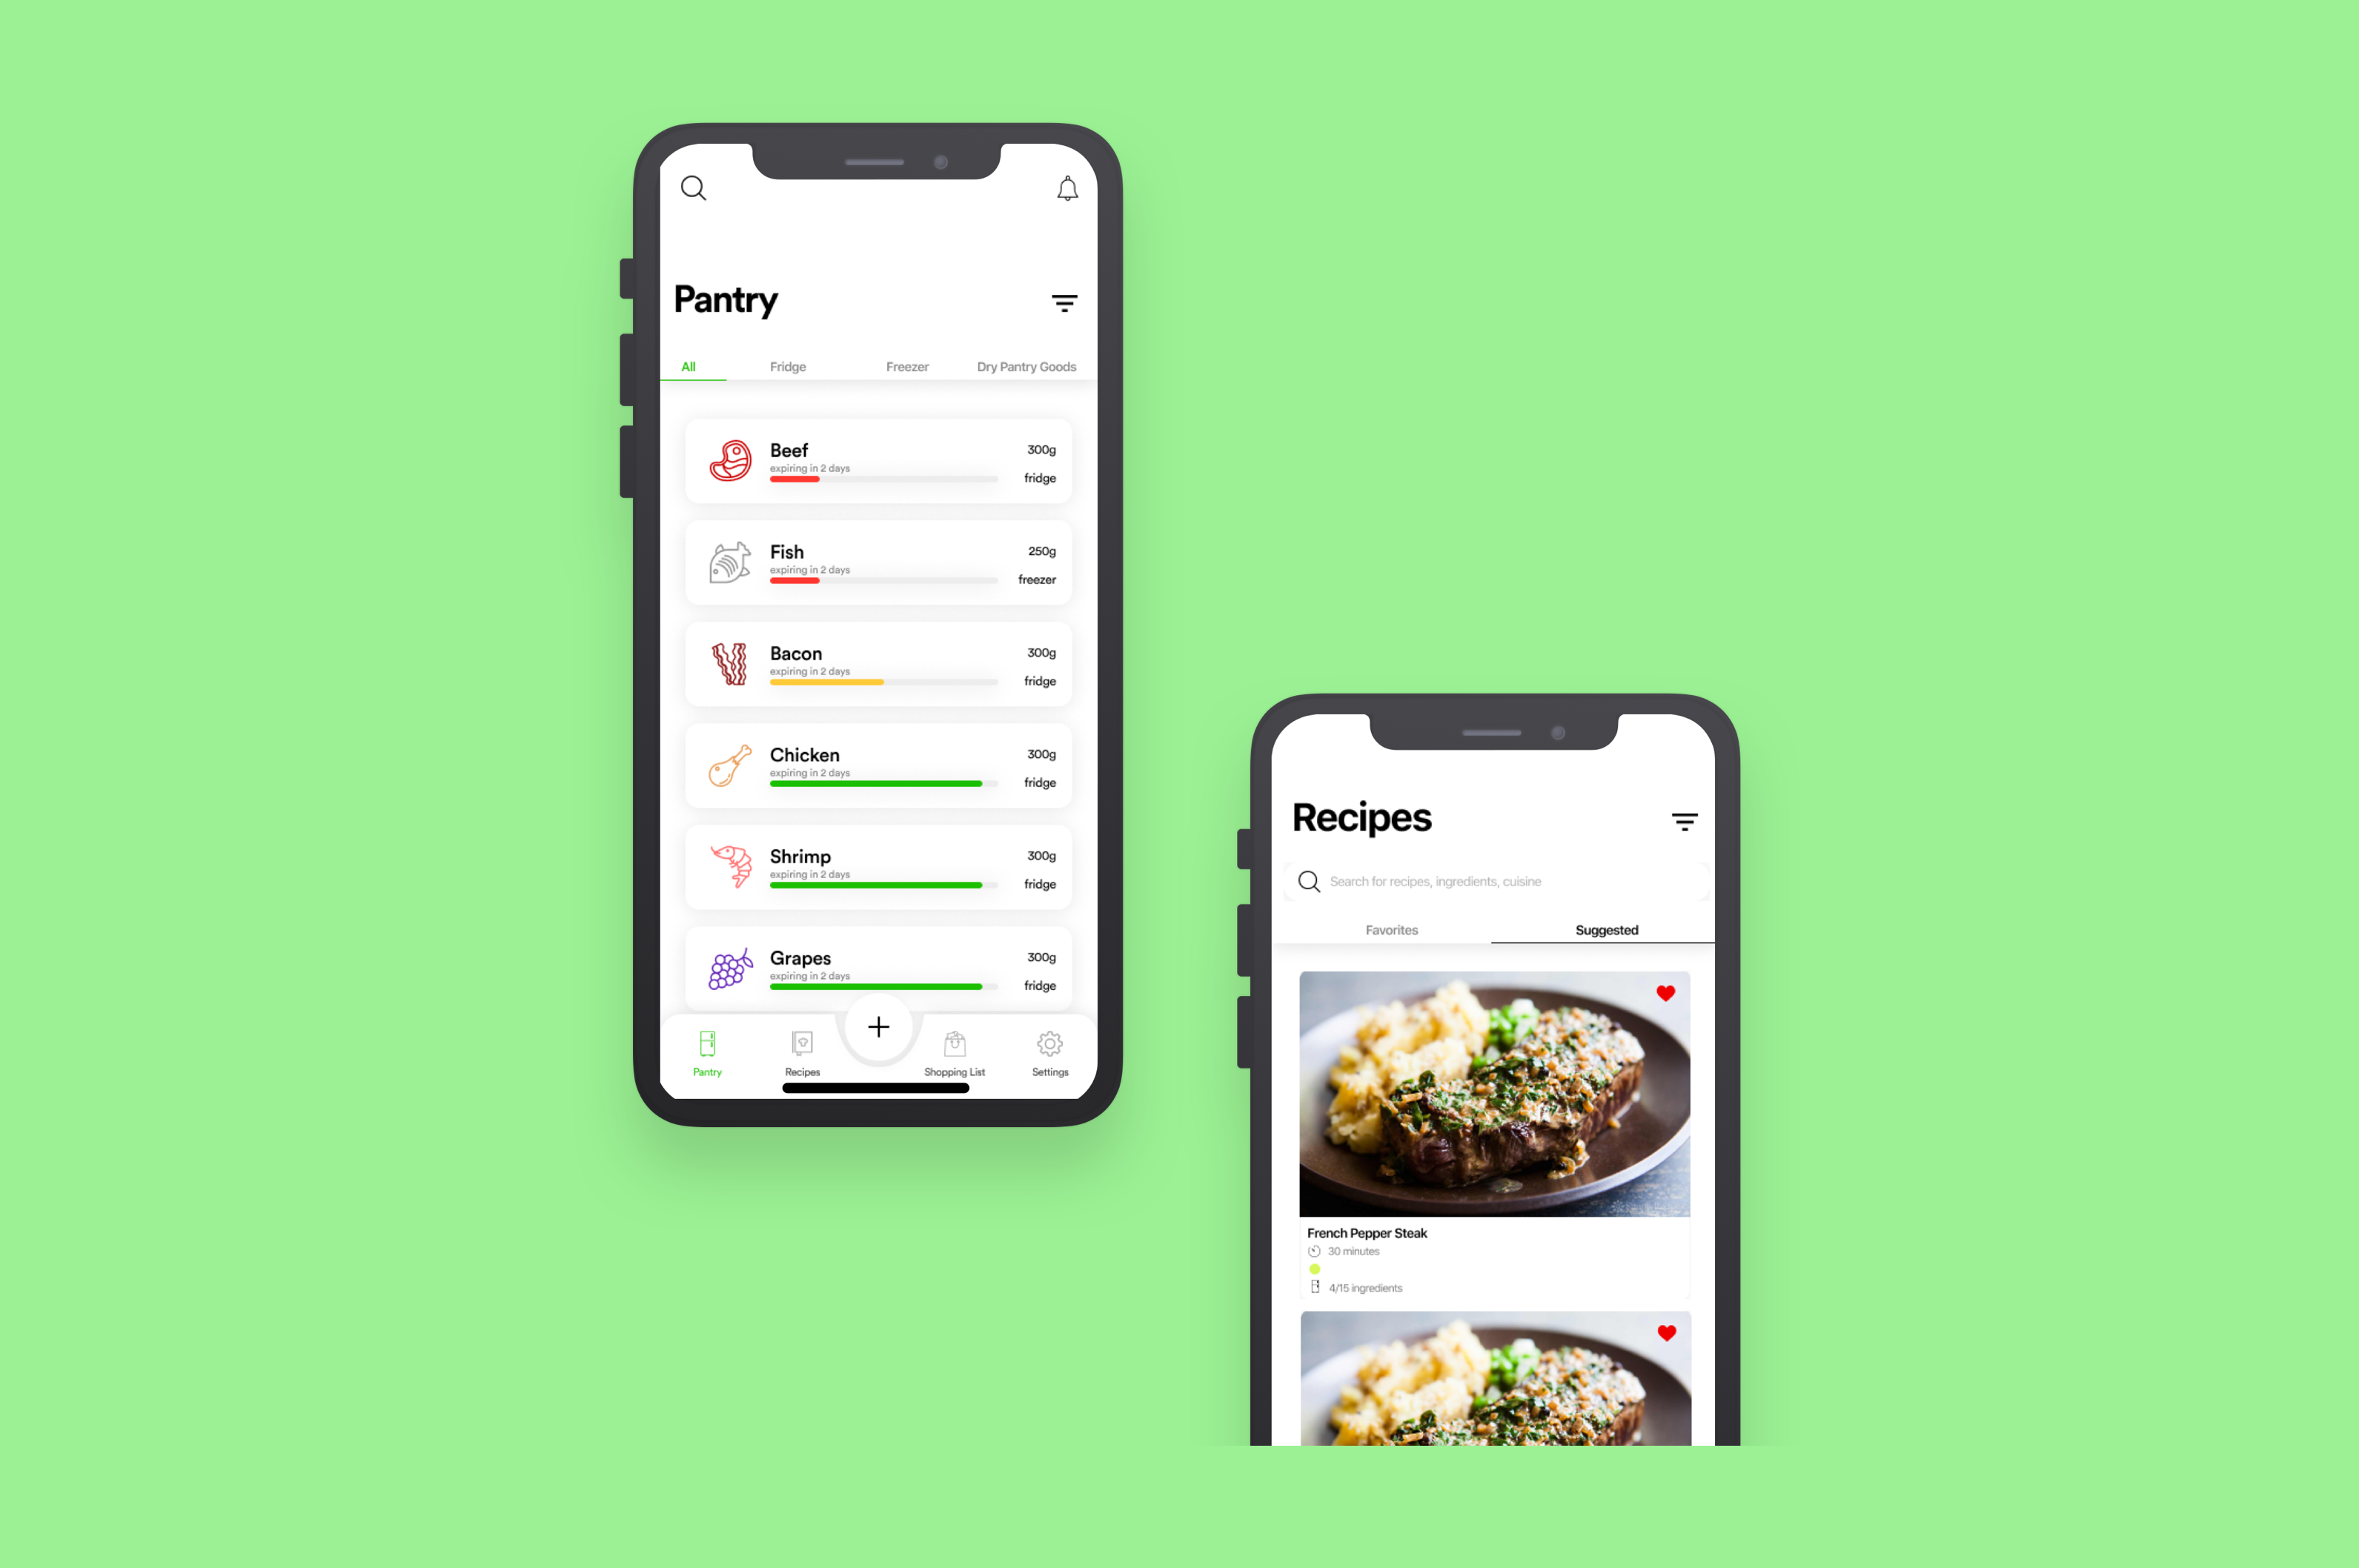 Pantry
All Fridge Freezer Dry Pantry Goods
Beef 300g
expiring in 2 days
fridge
Fish 250g
expiring in 2 days
freezer
Bacon 300g
expiring in 2 days
fridge
Chicken 300g
expiring in 2 days
fridge
Shrimp 300g
expiring in 2 days
fridge
Grapes 300g
expiring in 2 days
fridge
Pantry Recipes Shopping List Settings
Recipes
Search for recipes, ingredients, cuisine
Favorites Suggested
French Pepper Steak
30 minutes
4/15 ingredients